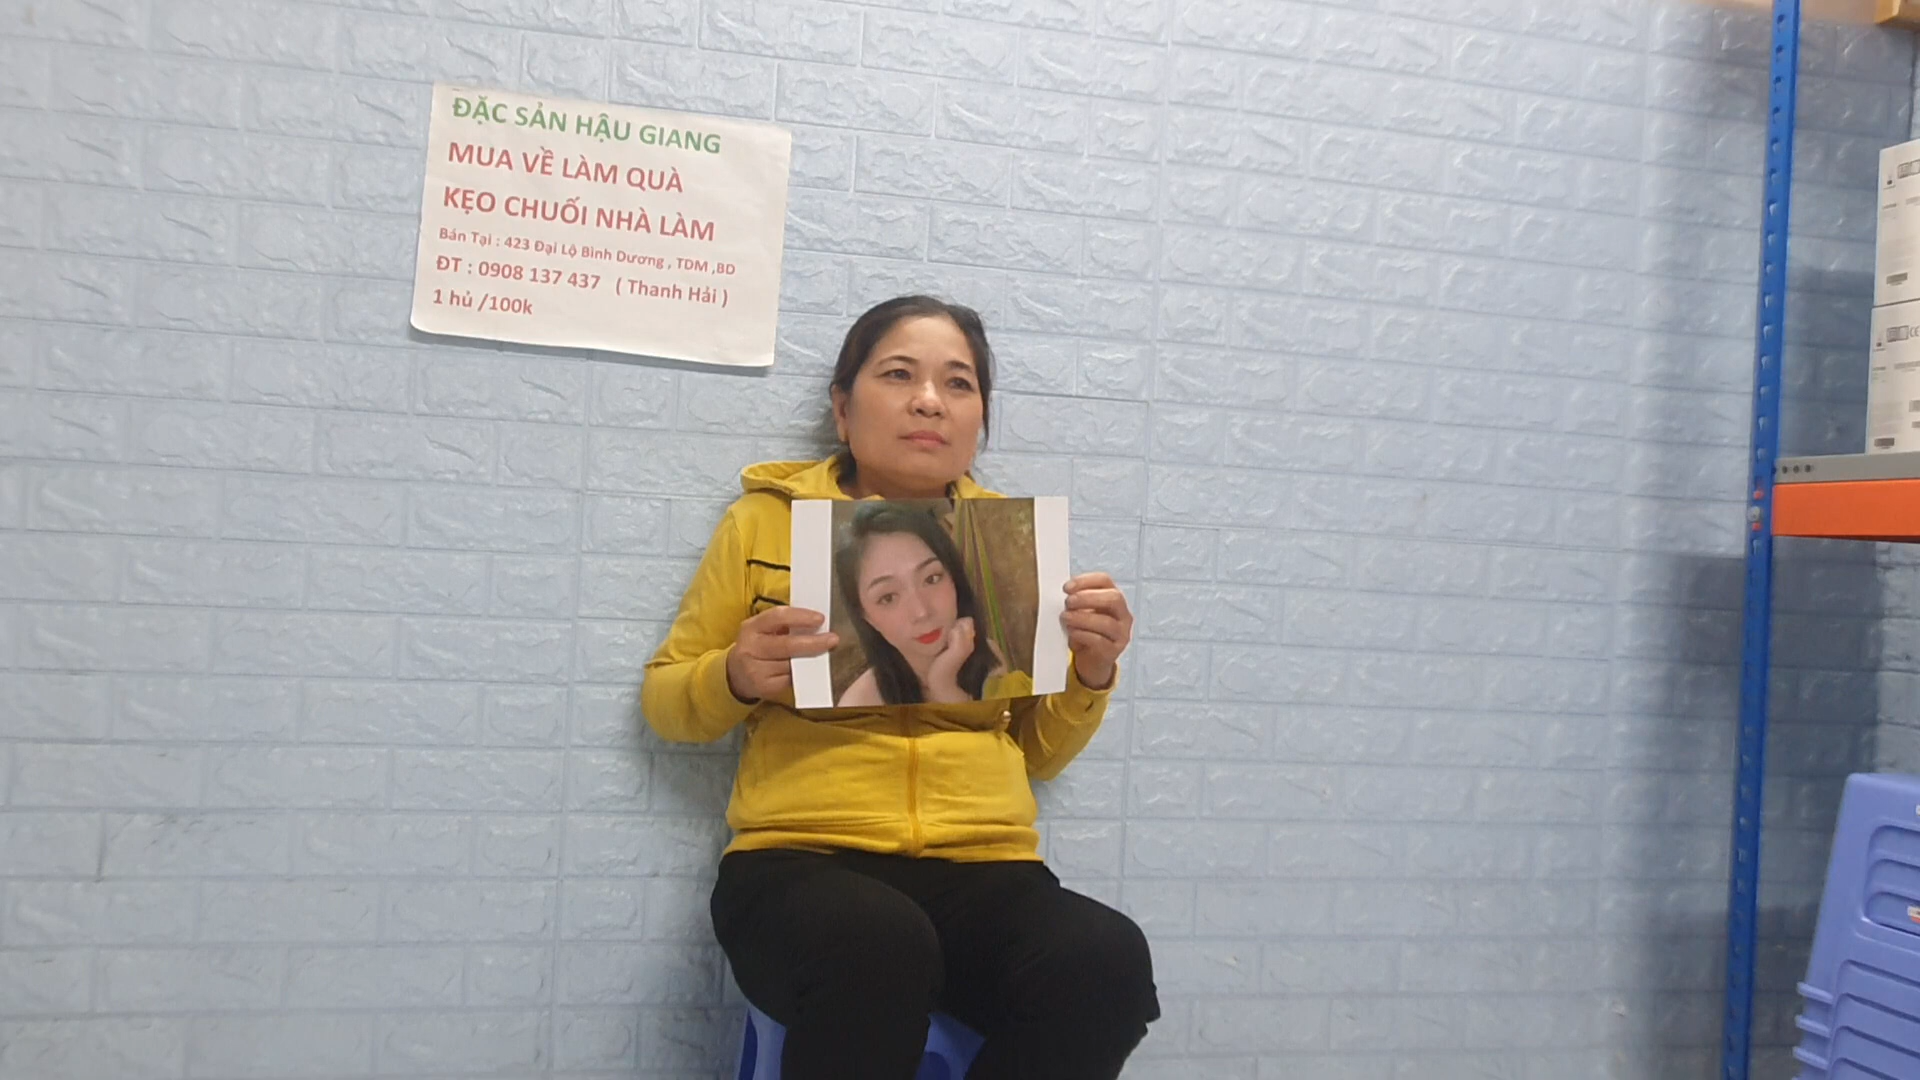 ĐẶC SẢN HẬU GIANG
MUA VỀ LÀM QUÀ
KẸO CHUỐI NHÀ LÀM
Bán Tại : 423 Đại Lộ Bình Dương , TDM ,BD
ĐT : 0908 137 437 ( Thanh Hải )
1 hủ /100k